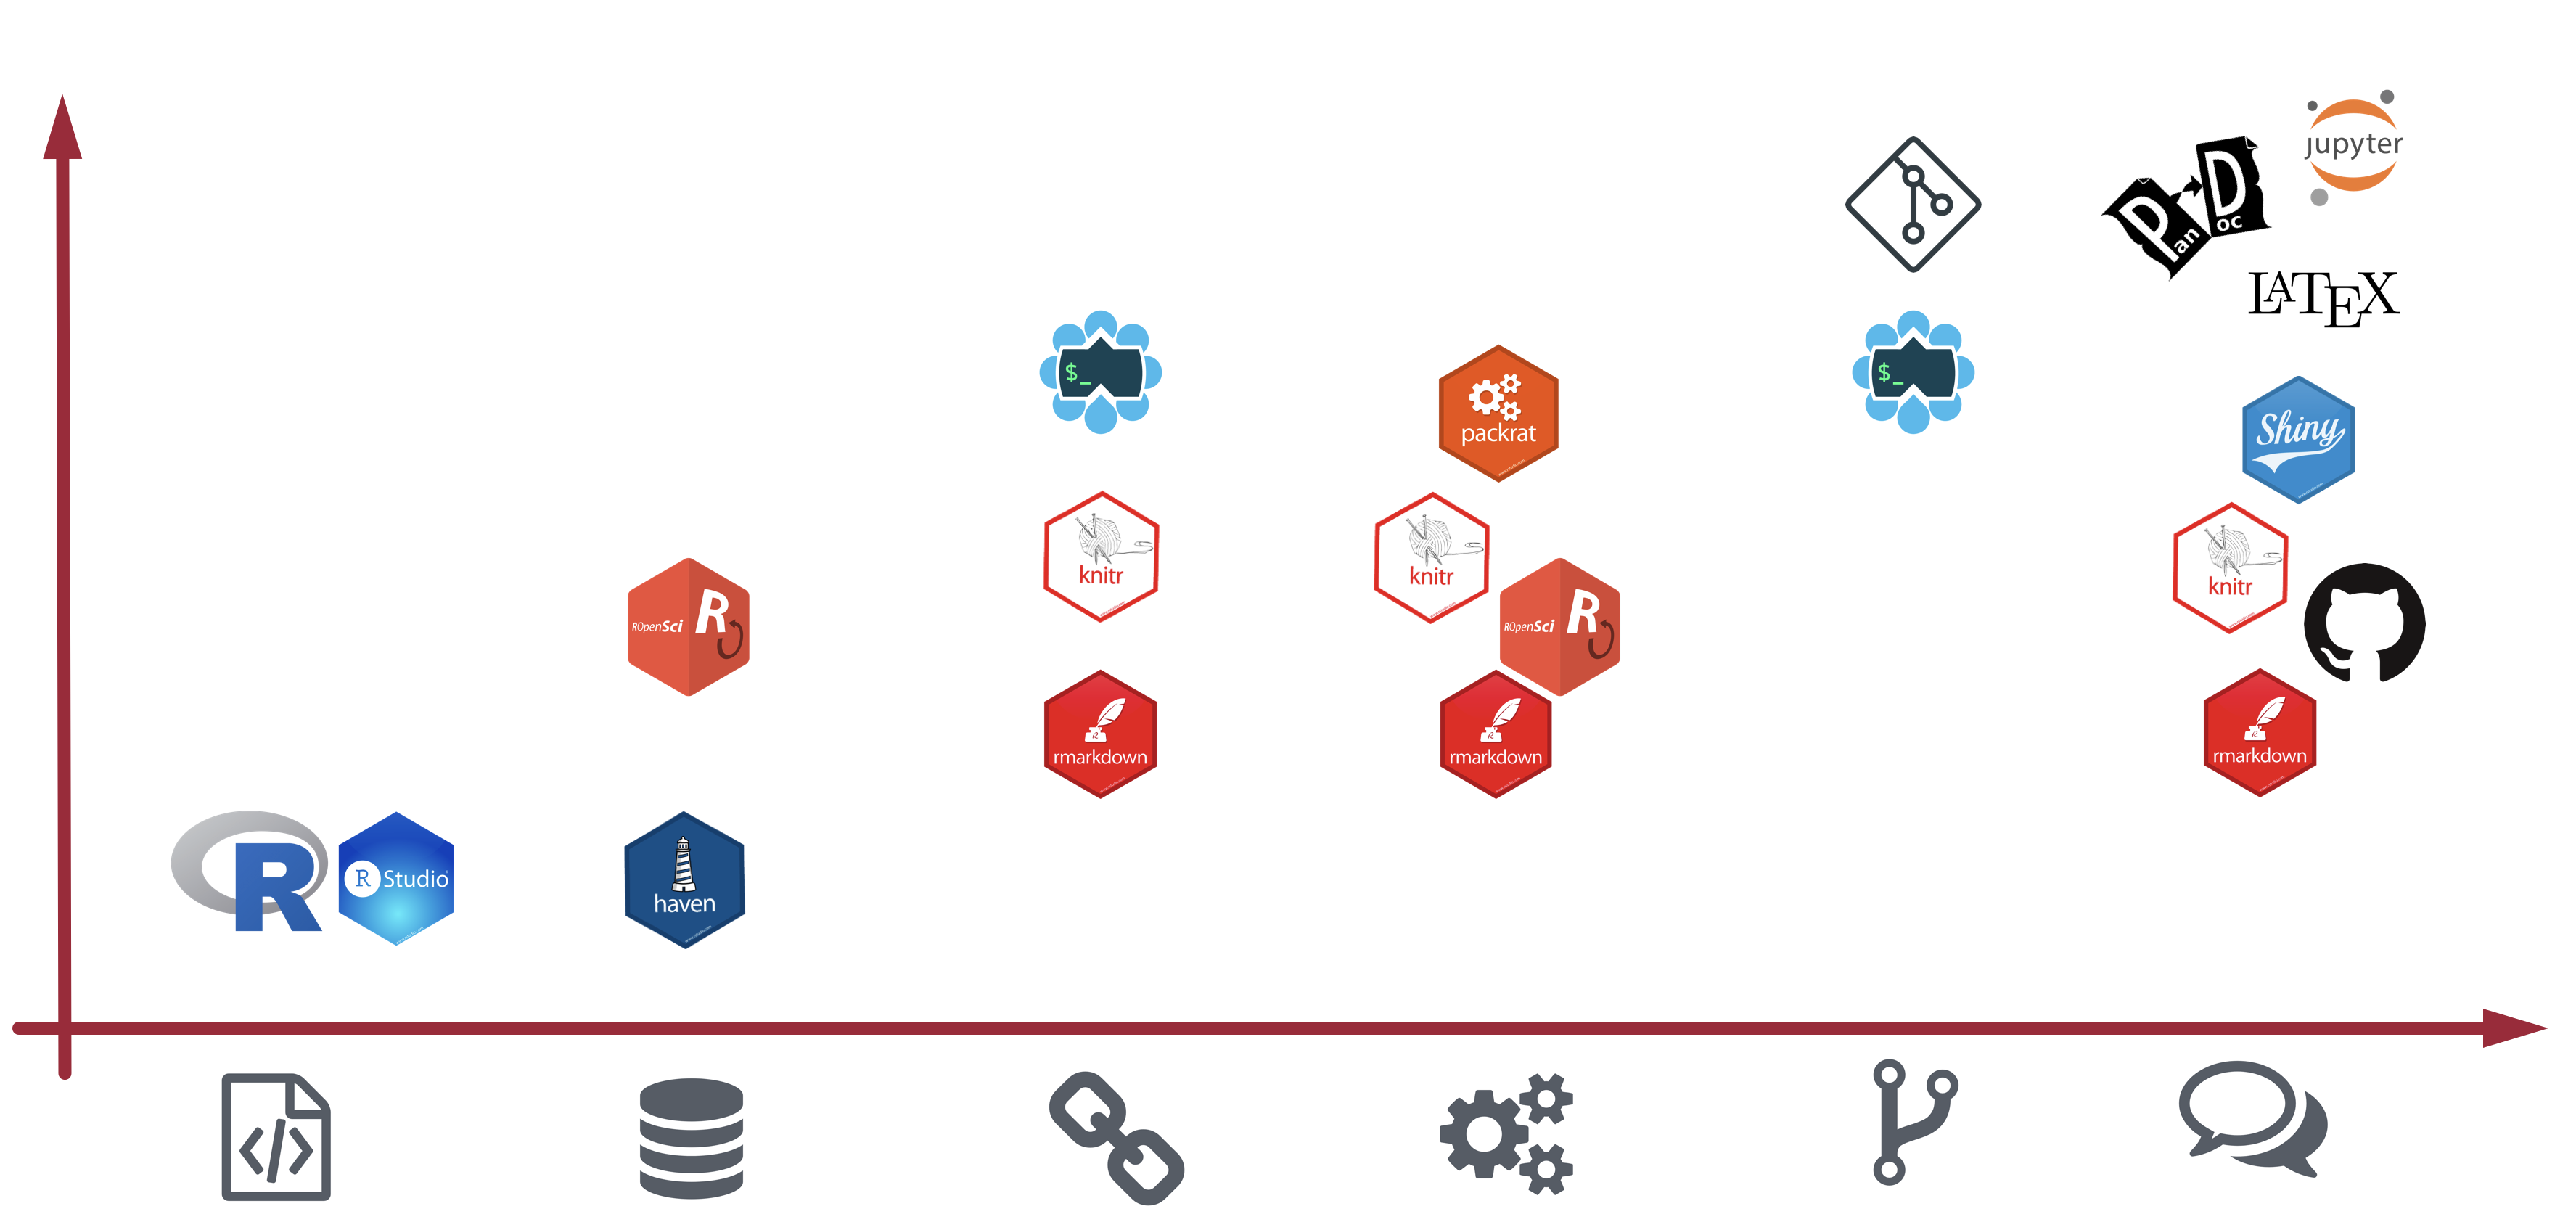 jupyter
Pan
Doc
LATEX
$_
$_
packrat
Shiny
knitr
knitr
knitr
ROpenSci
R
ROpenSci
R
rmarkdown
rmarkdown
rmarkdown
R
R Studio
haven
</>